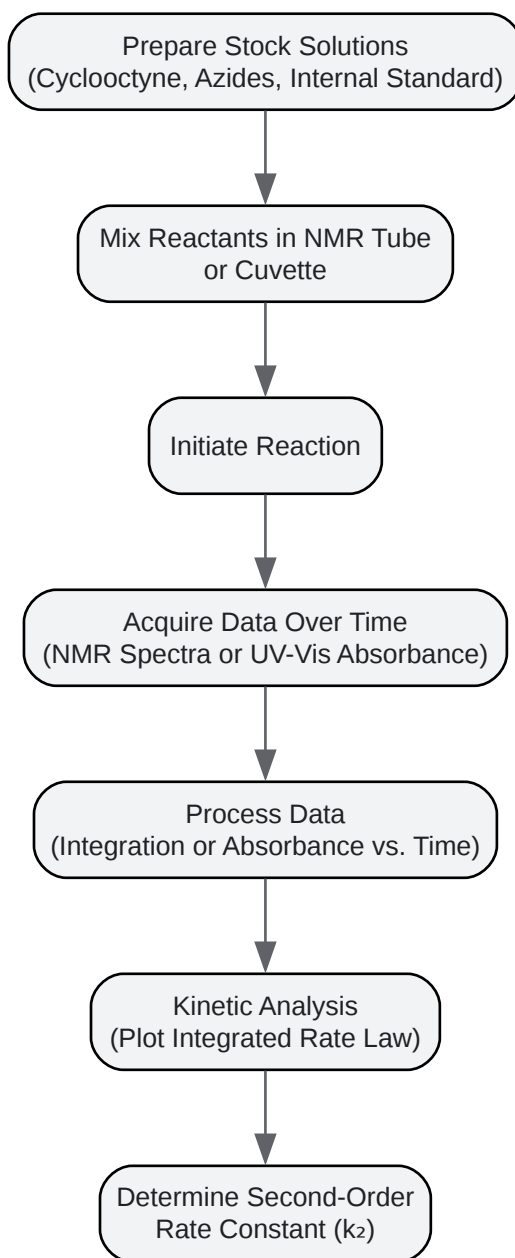 Prepare Stock Solutions
(Cyclooctyne, Azides, Internal Standard)
Mix Reactants in NMR Tube
or Cuvette
Initiate Reaction
Acquire Data Over Time
(NMR Spectra or UV-Vis Absorbance)
Process Data
(Integration or Absorbance vs. Time)
Kinetic Analysis
(Plot Integrated Rate Law)
Determine Second-Order
Rate Constant (k₂)